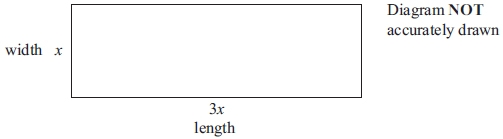 Diagram NOT
accurately drawn
width x
3x
length